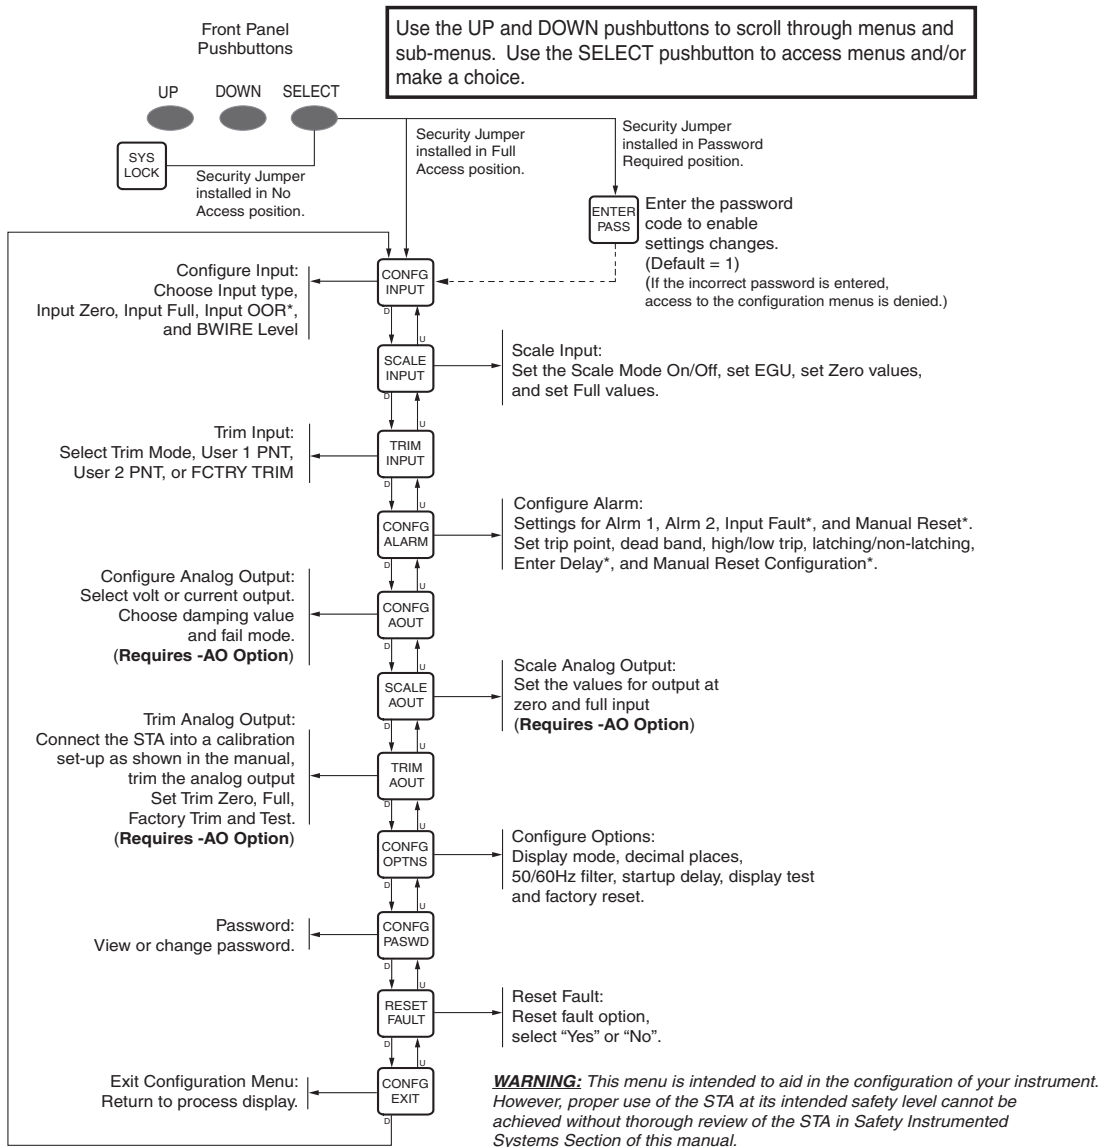 Front Panel
Pushbuttons
Use the UP and DOWN pushbuttons to scroll through menus and
sub-menus. Use the SELECT pushbutton to access menus and/or
make a choice.
UP
DOWN
SELECT
SYS
LOCK
Security Jumper
installed in No
Access position.
Security Jumper
installed in Full
Access position.
Security Jumper
installed in Password
Required position.
ENTER
PASS
Enter the password
code to enable
settings changes.
(Default = 1)
(If the incorrect password is entered,
access to the configuration menus is denied.)
Configure Input:
Choose Input type,
Input Zero, Input Full, Input OOR*,
and BWIRE Level
CONFG
INPUT
D
U
SCALE
INPUT
Scale Input:
Set the Scale Mode On/Off, set EGU, set Zero values,
and set Full values.
D
U
Trim Input:
Select Trim Mode, User 1 PNT,
User 2 PNT, or FCTRY TRIM
TRIM
INPUT
D
U
CONFG
ALARM
Configure Alarm:
Settings for Alrm 1, Alrm 2, Input Fault*, and Manual Reset*.
Set trip point, dead band, high/low trip, latching/non-latching,
Enter Delay*, and Manual Reset Configuration*.
D
U
Configure Analog Output:
Select volt or current output.
Choose damping value
and fail mode.
(Requires -AO Option)
CONFG
AOUT
D
U
SCALE
AOUT
Scale Analog Output:
Set the values for output at
zero and full input
(Requires -AO Option)
D
U
Trim Analog Output:
Connect the STA into a calibration
set-up as shown in the manual,
trim the analog output
Set Trim Zero, Full,
Factory Trim and Test.
(Requires -AO Option)
TRIM
AOUT
D
U
CONFG
OPTNS
Configure Options:
Display mode, decimal places,
50/60Hz filter, startup delay, display test
and factory reset.
D
U
Password:
View or change password.
CONFG
PASWD
D
U
RESET
FAULT
Reset Fault:
Reset fault option,
select “Yes” or “No”.
D
U
Exit Configuration Menu:
Return to process display.
CONFG
EXIT
D
WARNING: This menu is intended to aid in the configuration of your instrument.
However, proper use of the STA at its intended safety level cannot be
achieved without thorough review of the STA in Safety Instrumented
Systems Section of this manual.